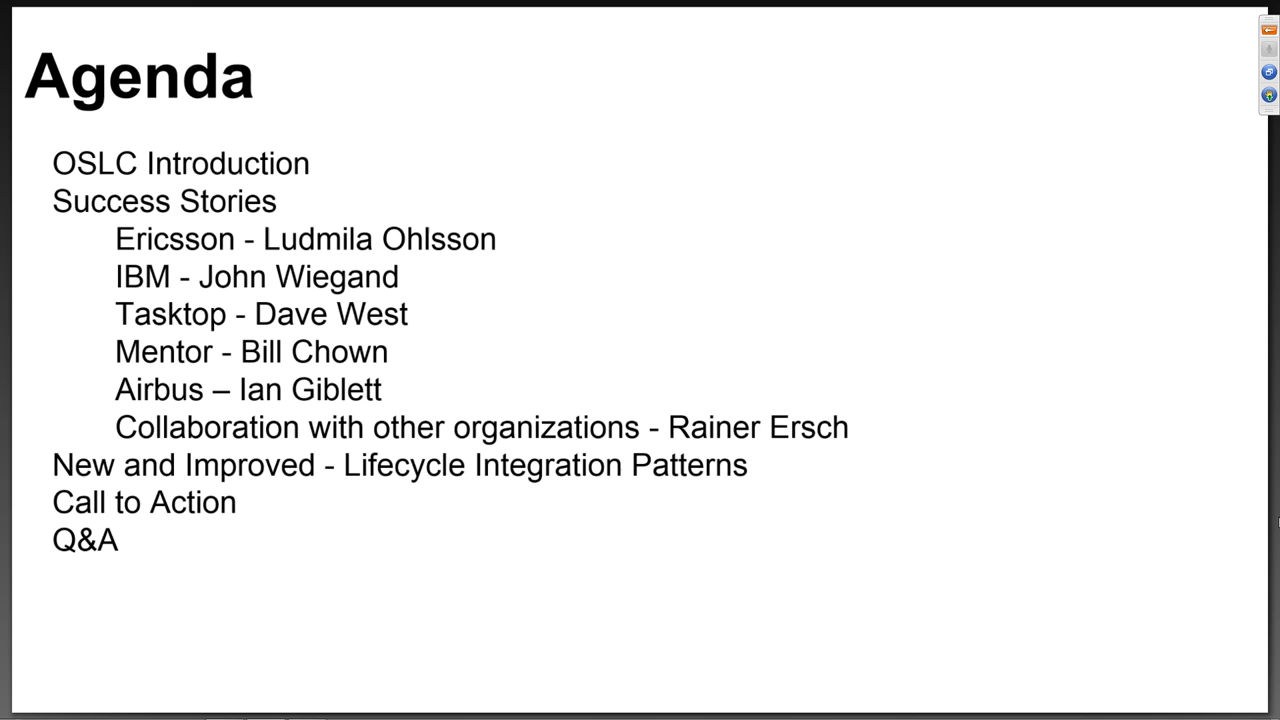 Agenda
OSLC Introduction
Success Stories
Ericsson - Ludmila Ohlsson
IBM - John Wiegand
Tasktop - Dave West
Mentor - Bill Chown
Airbus – Ian Giblett
Collaboration with other organizations - Rainer Ersch
New and Improved - Lifecycle Integration Patterns
Call to Action
Q&A